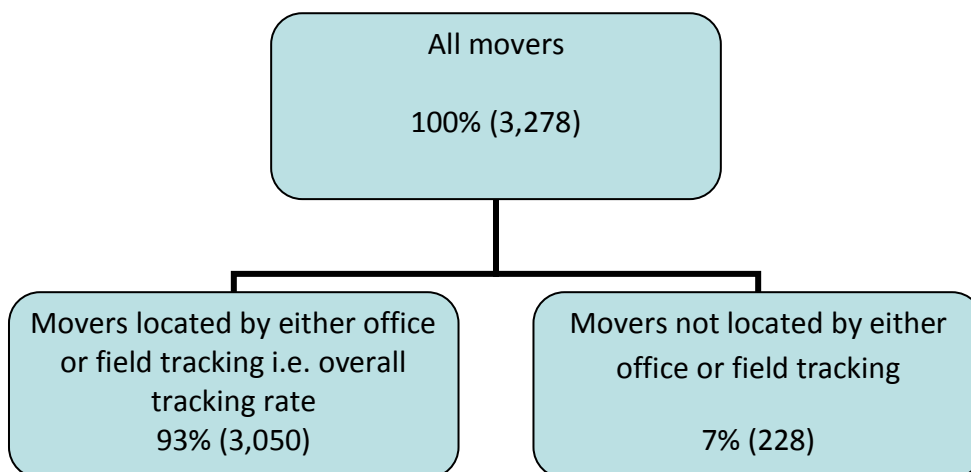 All movers
100% (3,278)
Movers located by either office
or field tracking i.e. overall
tracking rate
93% (3,050)
Movers not located by either
office or field tracking
7% (228)